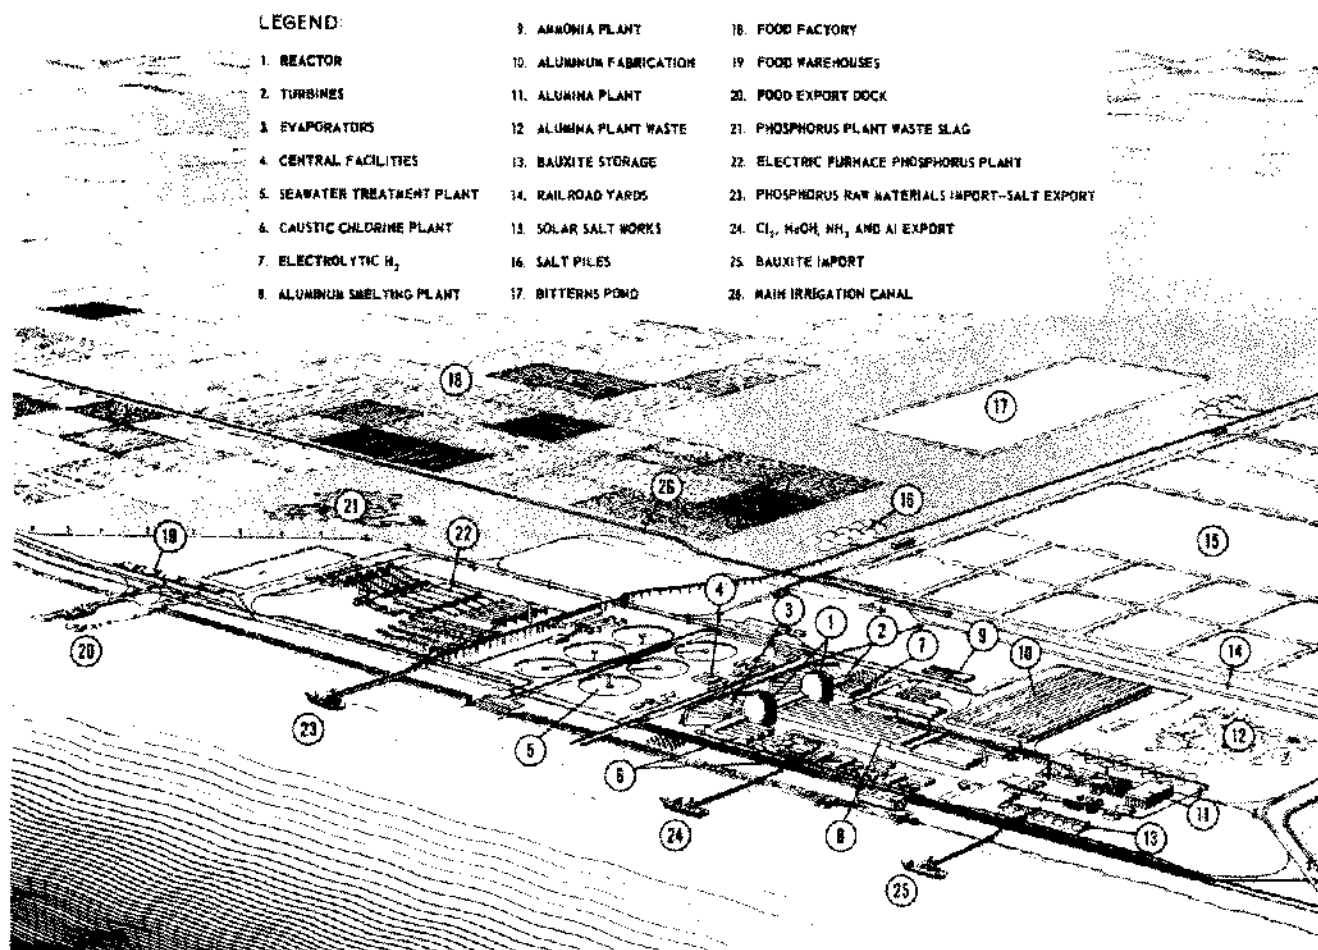 LEGEND:
1. REACTOR
2. TURBINES
3. EVAPORATORS
4. CENTRAL FACILITIES
5. SEAWATER TREATMENT PLANT
6. CAUSTIC CHLORINE PLANT
7. ELECTROLYTIC H₂
8. ALUMINUM SMELTING PLANT
9. AMMONIA PLANT
10. ALUMINUM FABRICATION
11. ALUMINA PLANT
12. ALUMINA PLANT WASTE
13. BAUXITE STORAGE
14. RAILROAD YARDS
15. SOLAR SALT WORKS
16. SALT PILES
17. BITTERNS POND
18. FOOD FACTORY
19. FOOD WAREHOUSES
20. FOOD EXPORT DOCK
21. PHOSPHORUS PLANT WASTE SLAG
22. ELECTRIC FURNACE PHOSPHORUS PLANT
23. PHOSPHORUS RAW MATERIALS IMPORT-SALT EXPORT
24. Cl₂, NaOH, NH₃ AND Al EXPORT
25. BAUXITE IMPORT
26. MAIN IRRIGATION CANAL
18
17
26
21
16
19
22
15
4
3
1
2
7
9
10
14
20
23
5
12
6
24
8
11
13
25